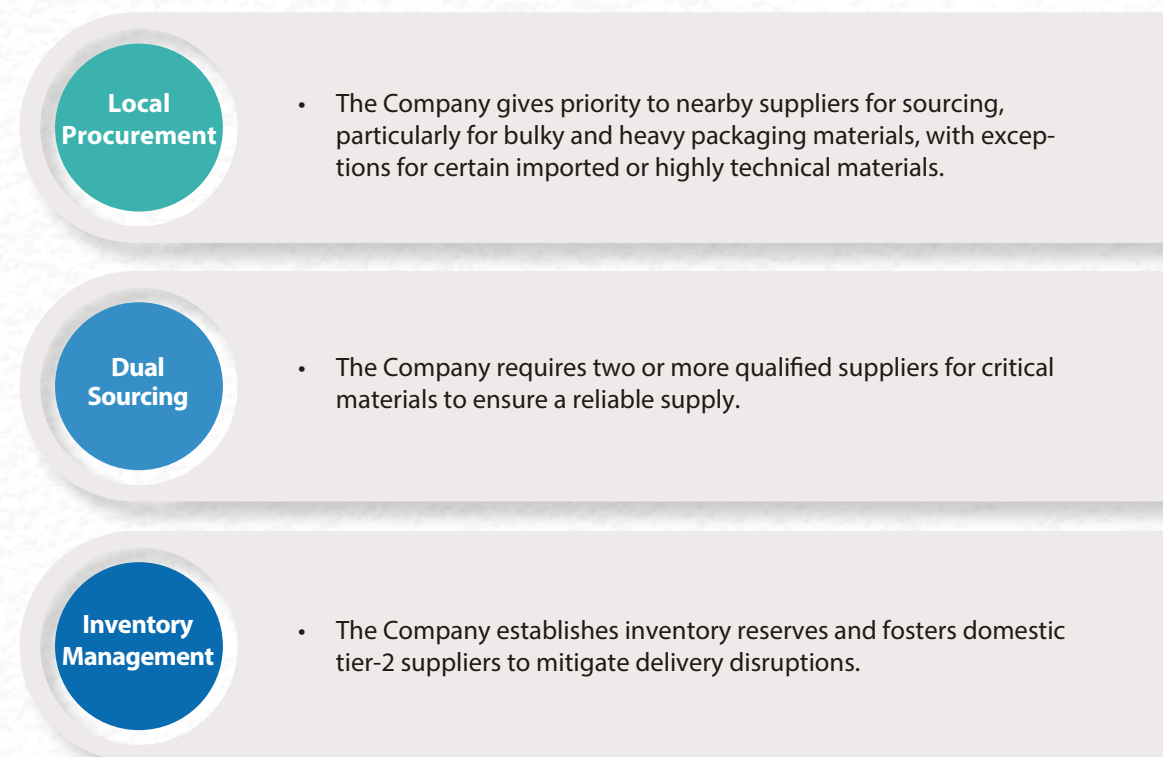 Local
Procurement
• The Company gives priority to nearby suppliers for sourcing,
particularly for bulky and heavy packaging materials, with excep-
tions for certain imported or highly technical materials.
Dual
Sourcing
• The Company requires two or more qualified suppliers for critical
materials to ensure a reliable supply.
Inventory
Management
• The Company establishes inventory reserves and fosters domestic
tier-2 suppliers to mitigate delivery disruptions.